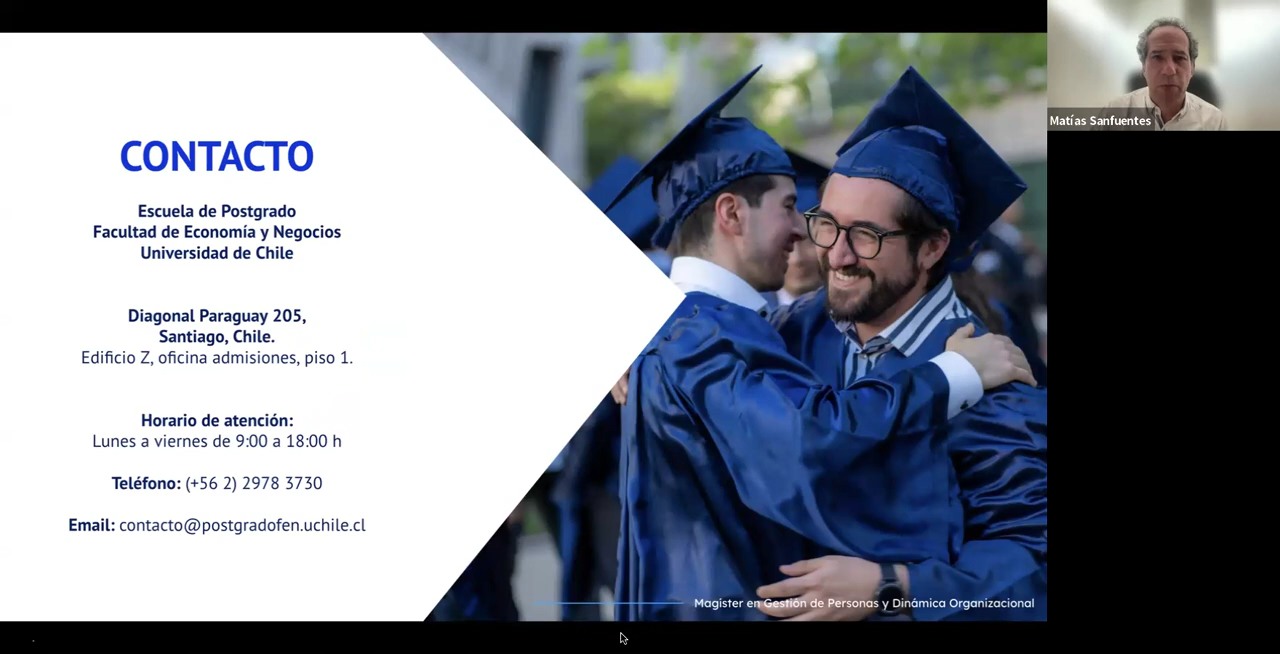 CONTACTO
Escuela de Postgrado
Facultad de Economía y Negocios
Universidad de Chile
Diagonal Paraguay 205,
Santiago, Chile.
Edificio Z, oficina admisiones, piso 1.
Horario de atención:
Lunes a viernes de 9:00 a 18:00 h
Teléfono: (+56 2) 2978 3730
Email: contacto@postgradofen.uchile.cl
Magíster en Gestión de Personas y Dinámica Organizacional
Matías Sanfuentes